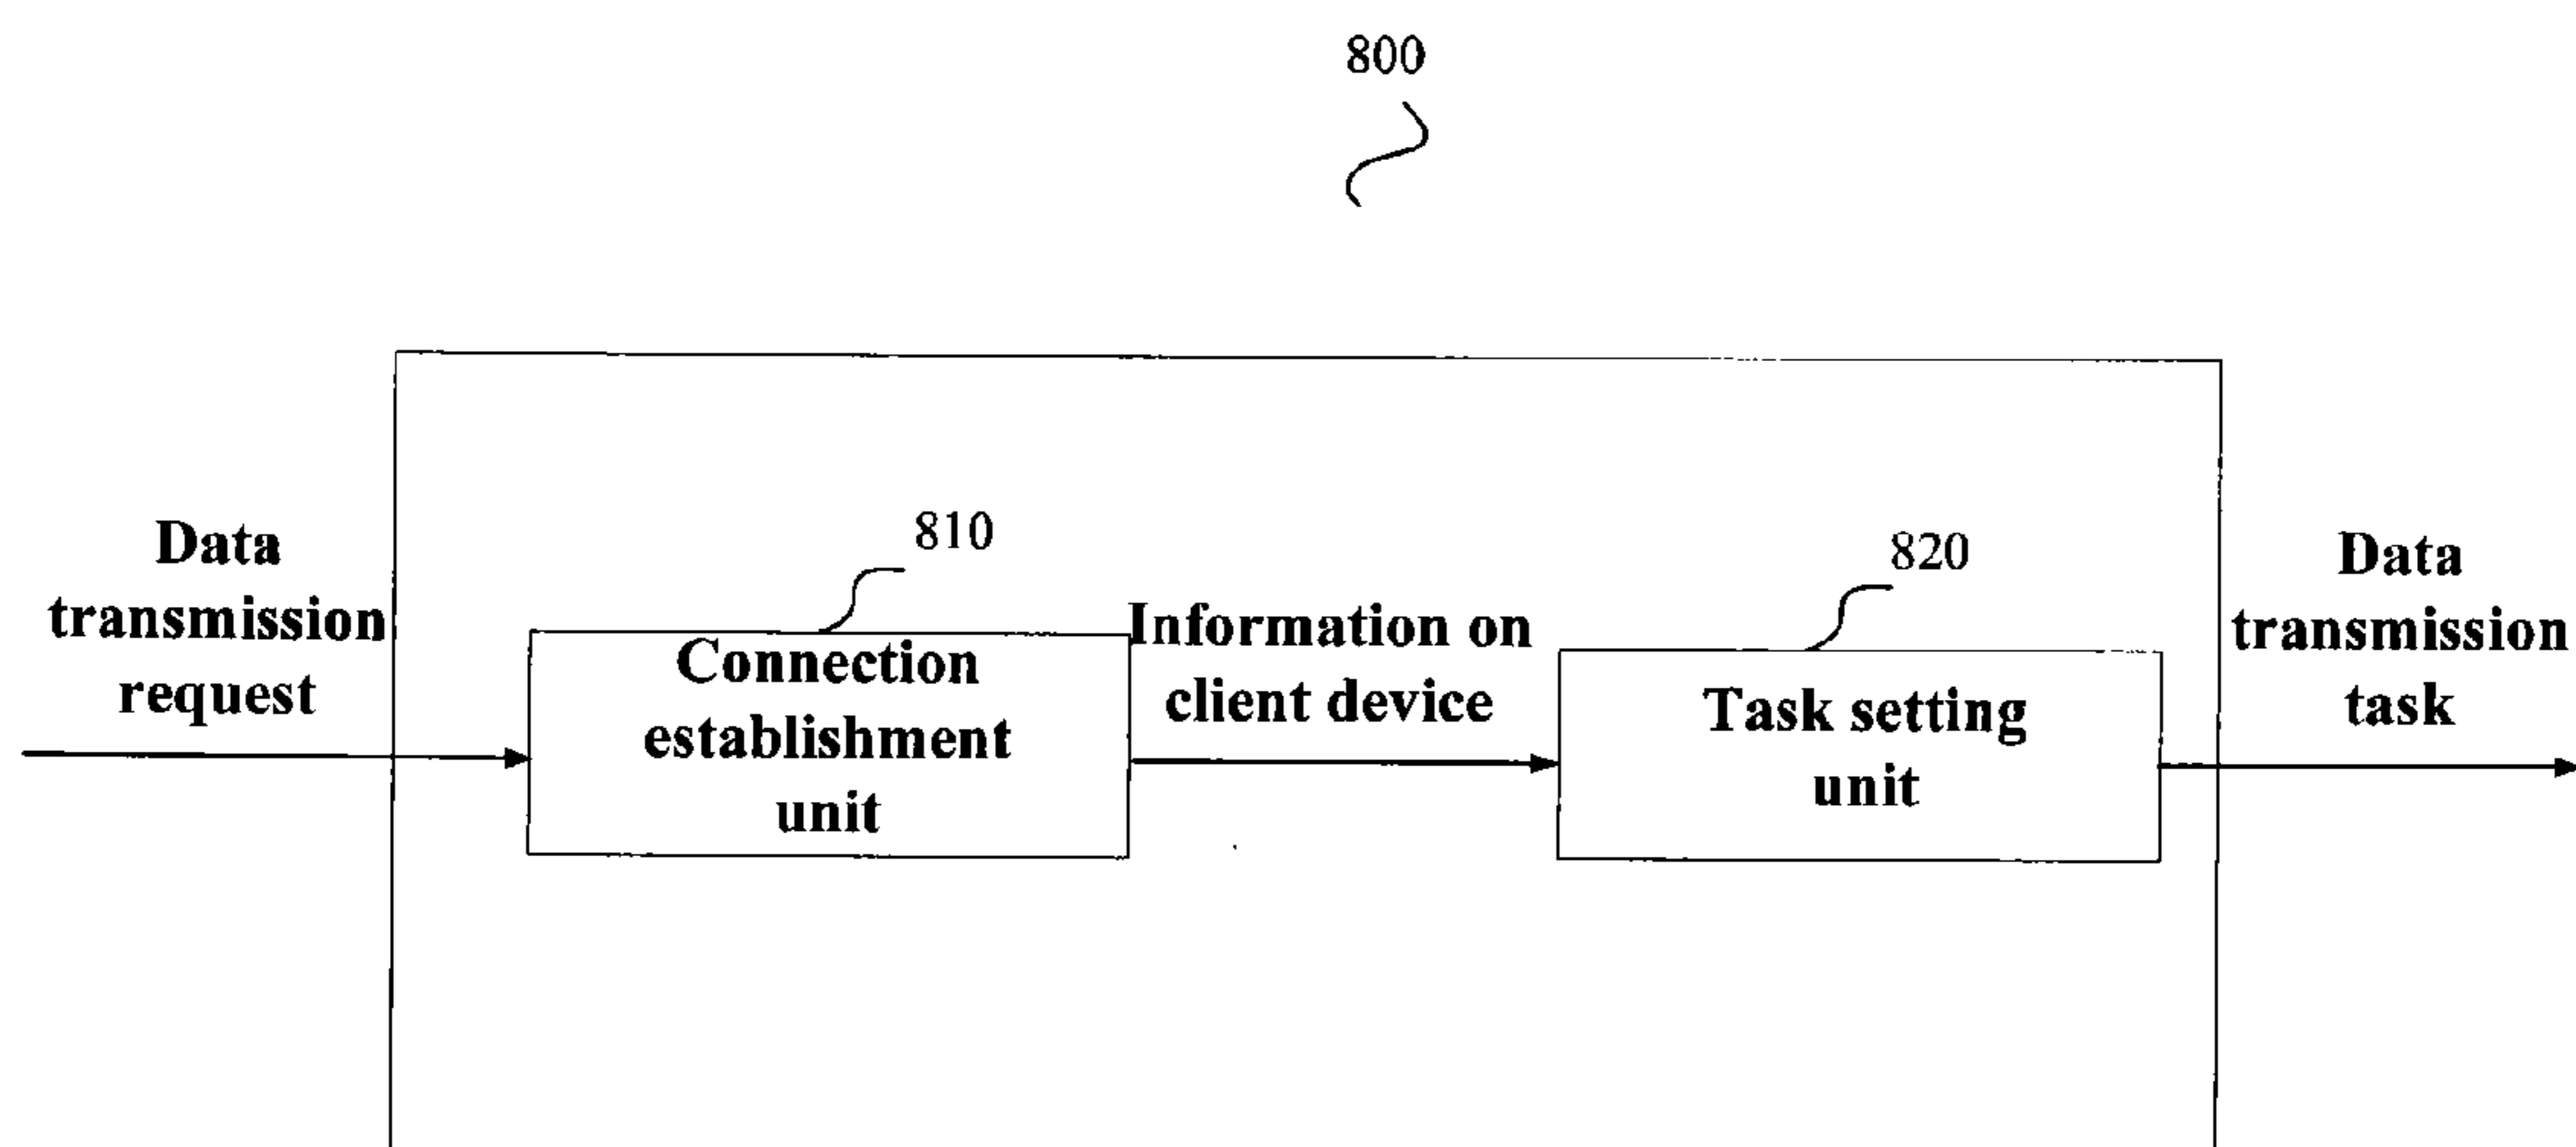 800
810
820
Data
transmission
request
Connection
establishment
unit
Information on
client device
Task setting
unit
Data
transmission
task